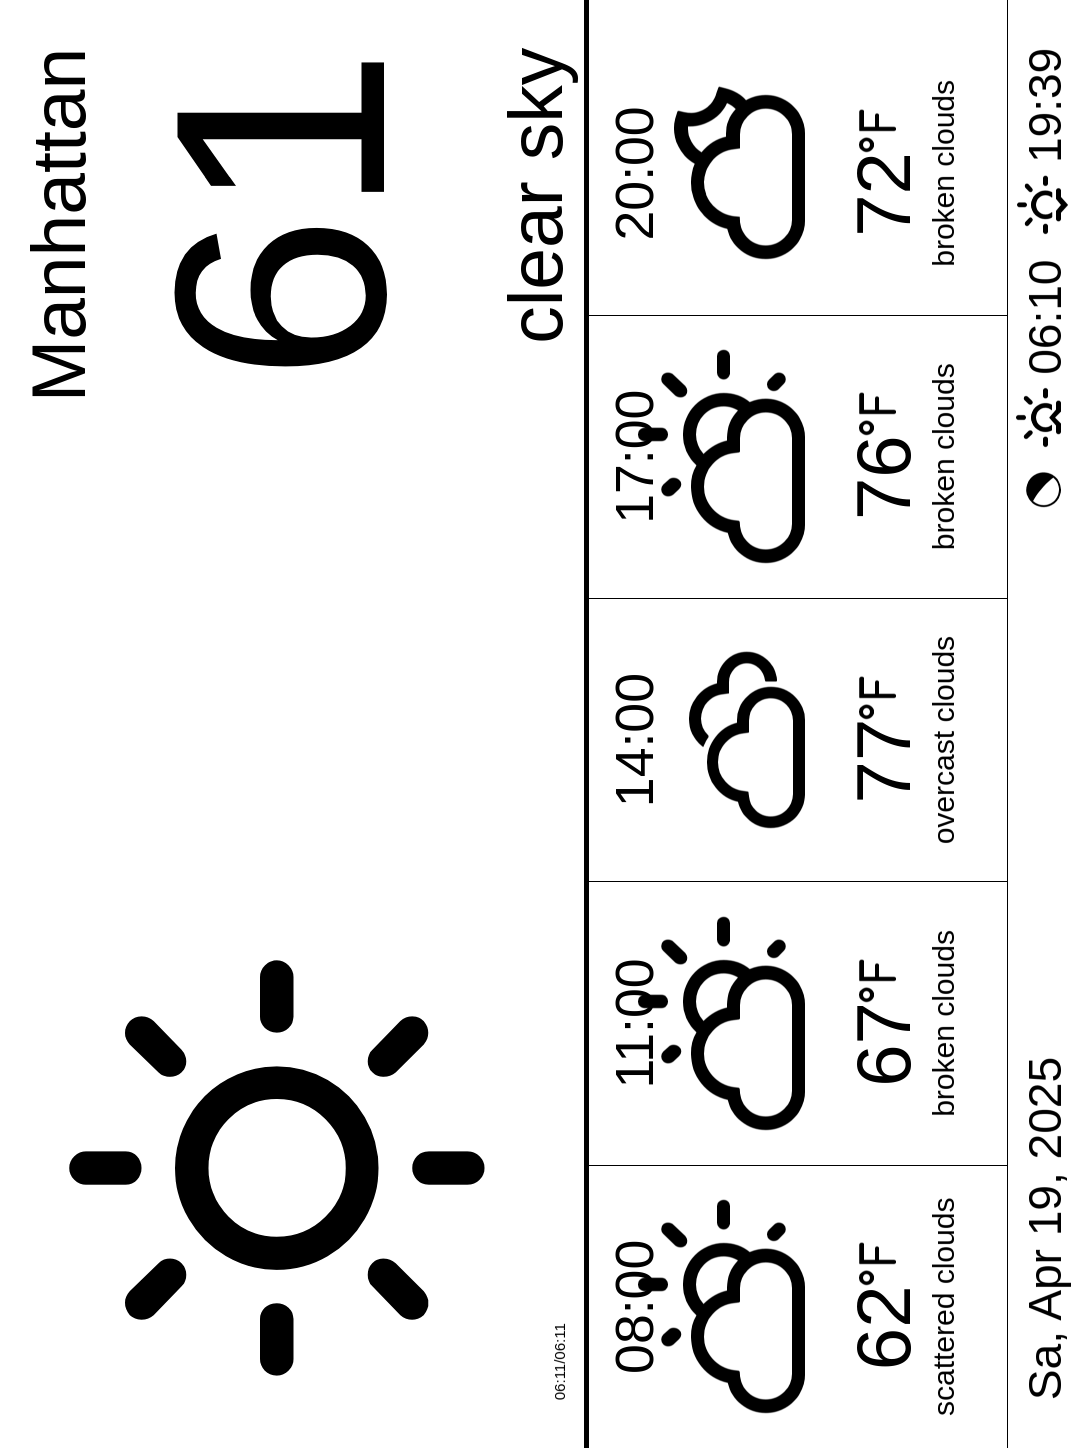 Manhattan
61
clear sky
06:11/06:11
08:00
62°F
scattered clouds
11:00
67°F
broken clouds
14:00
77°F
overcast clouds
17:00
76°F
broken clouds
20:00
72°F
broken clouds
Sa, Apr 19, 2025
06:10 19:39